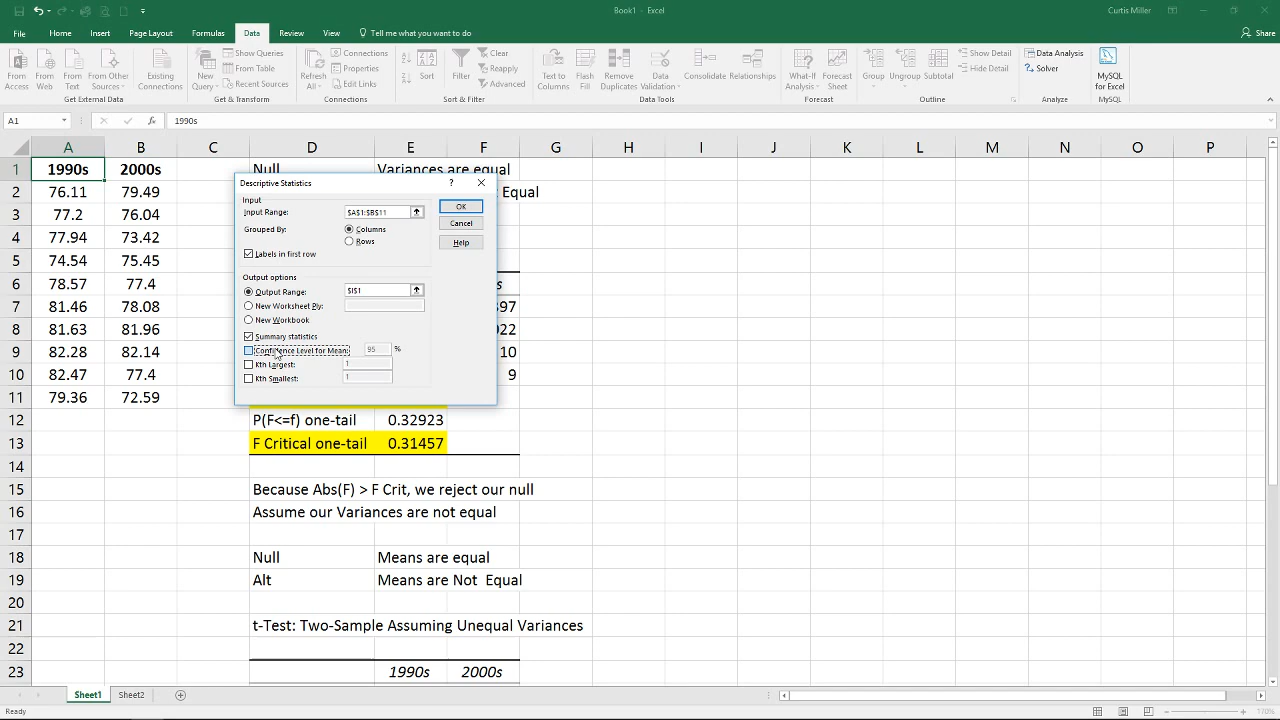 Book1 - Excel
Curtis Miller
File Home Insert Page Layout Formulas Data Review View Tell me what you want to do Share
From Access
From Web
From Text
From Other Sources
Existing Connections
New Query
Show Queries
From Table
Recent Sources
Refresh All
Connections
Properties
Edit Links
Sort
Filter
Clear
Reapply
Advanced
Text to Columns
Flash Fill
Remove Duplicates
Data Validation
Consolidate
Relationships
What-If Analysis
Forecast Sheet
Group
Ungroup
Subtotal
Show Detail
Hide Detail
Data Analysis
Solver
MySQL for Excel
Get External Data Get & Transform Connections Sort & Filter Data Tools Forecast Outline Analyze MySQL
A1 fx 1990s
A B C D E F G H I J K L M N O P
1 1990s 2000s Null Variances are equal
2 76.11 79.49 Equal
3 77.2 76.04
4 77.94 73.42
5 74.54 75.45
6 78.57 77.4 s
7 81.46 78.08 397
8 81.63 81.96 022
9 82.28 82.14 10
10 82.47 77.4 9
11 79.36 72.59
12 P(F<=f) one-tail 0.32923
13 F Critical one-tail 0.31457
14
15 Because Abs(F) > F Crit, we reject our null
16 Assume our Variances are not equal
17
18 Null Means are equal
19 Alt Means are Not Equal
20
21 t-Test: Two-Sample Assuming Unequal Variances
22
23 1990s 2000s
Descriptive Statistics ?
Input
Input Range: $A$1:$B$11
Grouped By: Columns
Rows
Labels in first row
OK
Cancel
Help
Output options
Output Range: $I$1
New Worksheet Ply:
New Workbook
Summary statistics
Confidence Level for Mean: 95 %
Kth Largest: 1
Kth Smallest: 1
Sheet1 Sheet2
Ready
170%